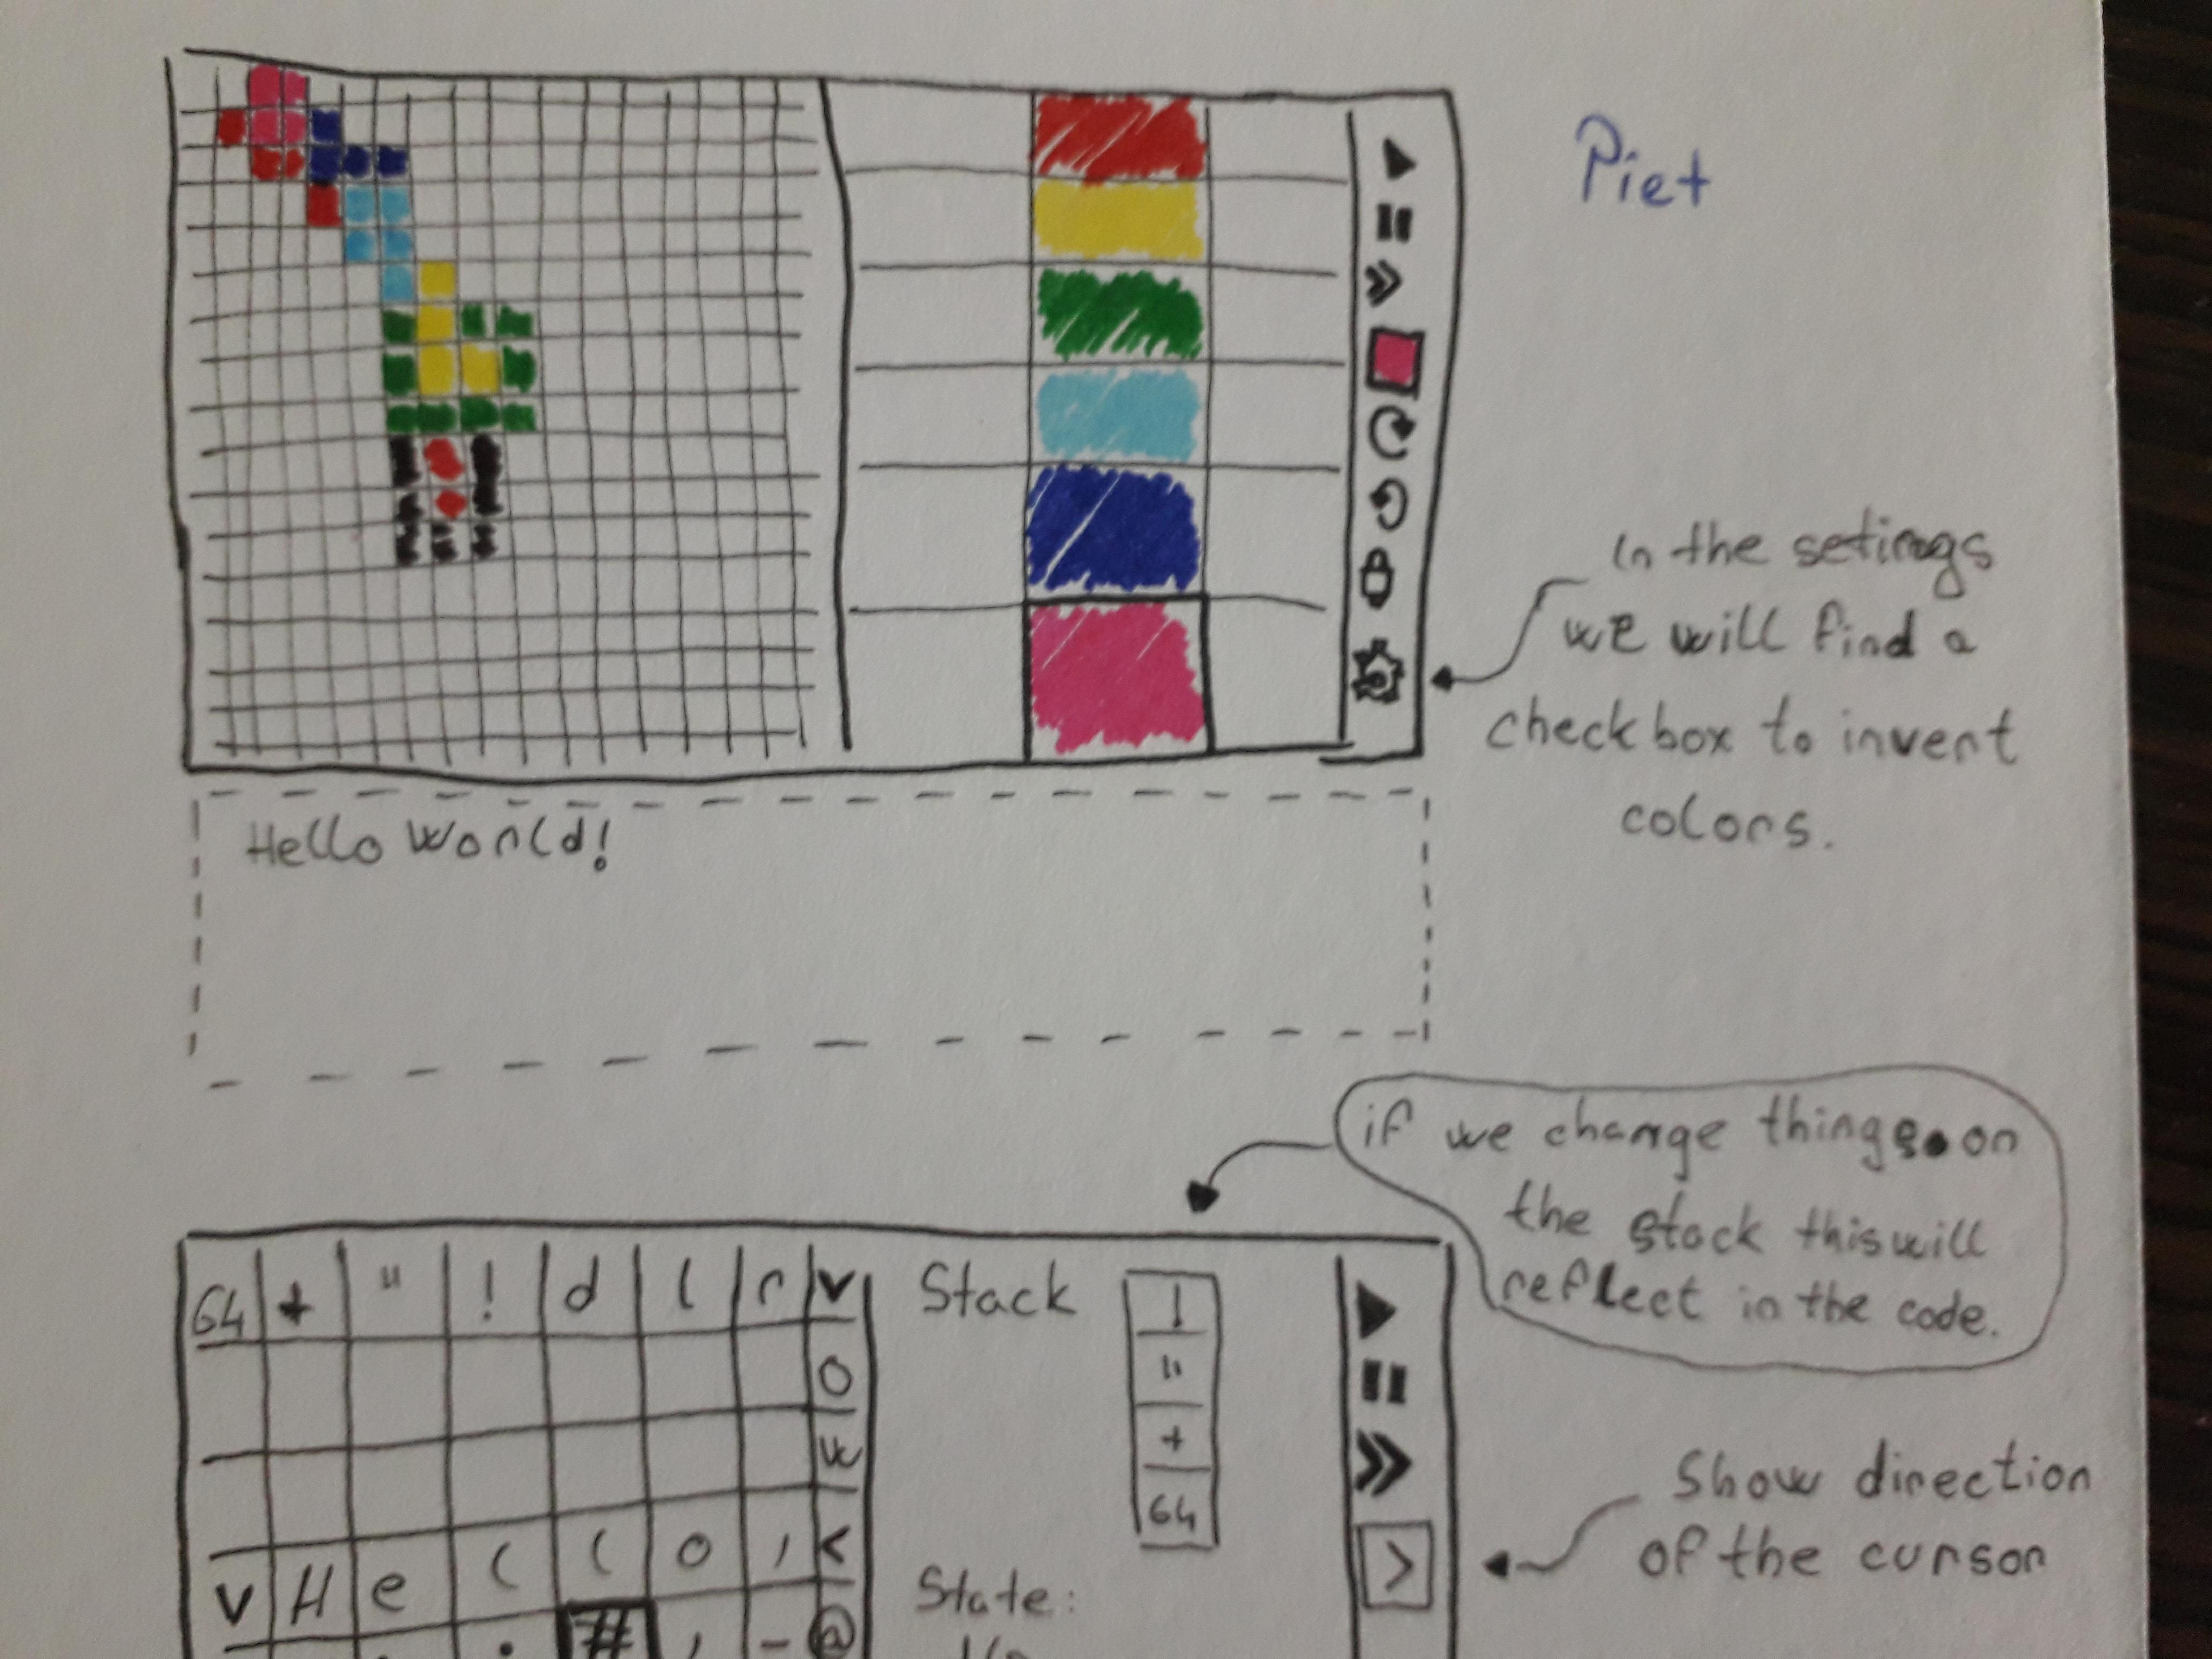 Piet
In the setings
we will find a
checkbox to invert
colors.
Hello World!
if we change things on
the stack this will
reflect in the code.
64 + " ! d l r v
Stack
!
"
+
64
o
W
v H e l l o , <
Show direction
of the cursor
State:
# , - @